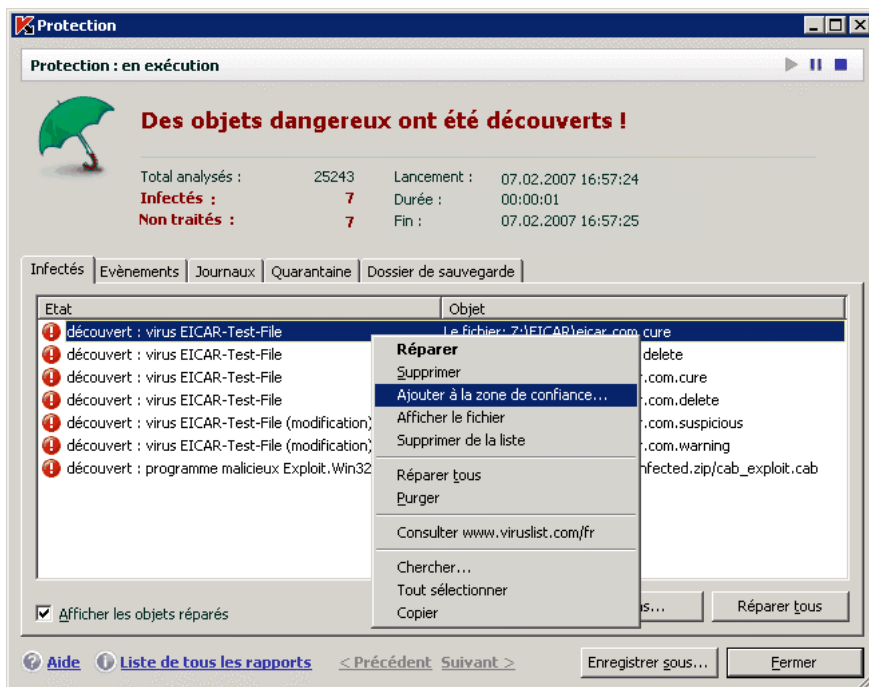 Protection
Protection : en exécution
Des objets dangereux ont été découverts !
Total analysés : 25243 Lancement : 07.02.2007 16:57:24
Infectés : 7 Durée : 00:00:01
Non traités : 7 Fin : 07.02.2007 16:57:25
Infectés Evènements Journaux Quarantaine Dossier de sauvegarde
Etat Objet
découvert : virus EICAR-Test-File Le fichier: Z:\EICAR\eicar.com.cure
découvert : virus EICAR-Test-File delete
découvert : virus EICAR-Test-File .com.cure
découvert : virus EICAR-Test-File .com.delete
découvert : virus EICAR-Test-File (modification) .com.suspicious
découvert : virus EICAR-Test-File (modification) .com.warning
découvert : programme malicieux Exploit.Win32 nfected.zip/cab_exploit.cab
Réparer
Supprimer
Ajouter à la zone de confiance...
Afficher le fichier
Supprimer de la liste
Réparer tous
Purger
Consulter www.viruslist.com/fr
Chercher...
Tout sélectionner
Copier
Afficher les objets réparés
Réparer tous
Aide Liste de tous les rapports < Précédent Suivant > Enregistrer sous... Fermer